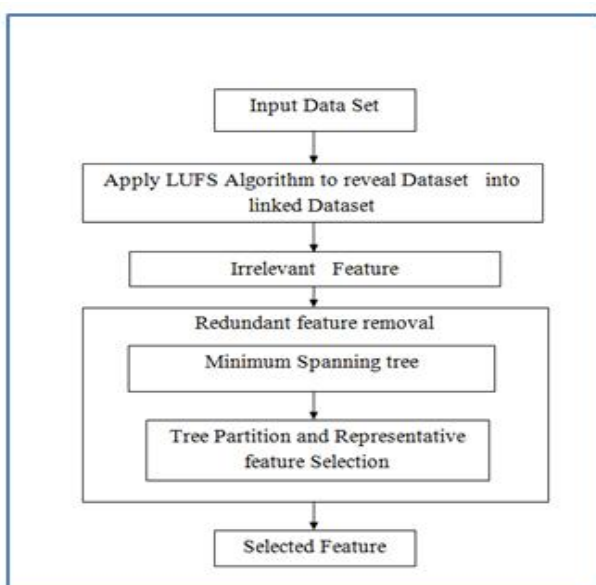 Input Data Set
Apply LUFS Algorithm to reveal Dataset into
linked Dataset
Irrelevant Feature
Redundant feature removal
Minimum Spanning tree
Tree Partition and Representative
feature Selection
Selected Feature